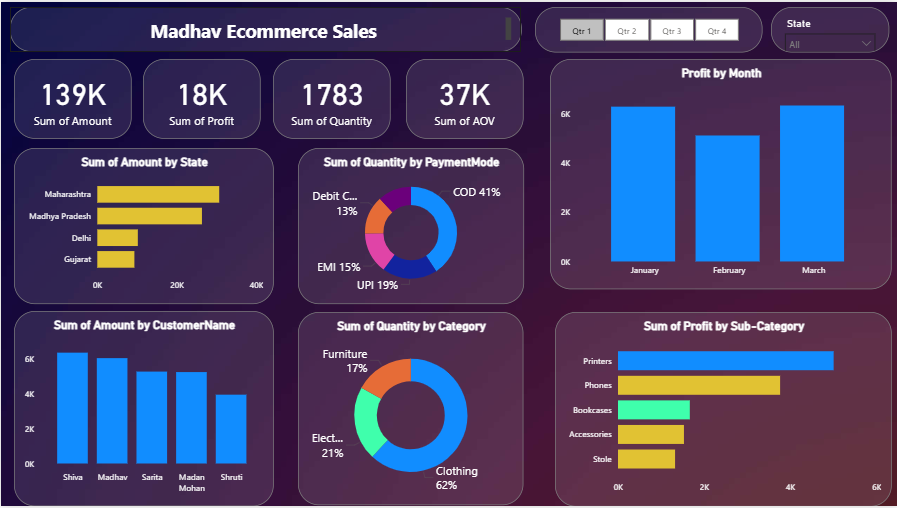 Madhav Ecommerce Sales
Qtr 1 Qtr 2 Qtr 3 Qtr 4
State
All
139K
Sum of Amount
18K
Sum of Profit
1783
Sum of Quantity
37K
Sum of AOV
Profit by Month
6K
4K
2K
0K
January February March
Sum of Amount by State
Maharashtra
Madhya Pradesh
Delhi
Gujarat
0K 20K 40K
Sum of Quantity by PaymentMode
COD 41%
Debit C...
13%
EMI 15%
UPI 19%
Sum of Amount by CustomerName
6K
4K
2K
0K
Shiva Madhav Sarita Madan Mohan Shruti
Sum of Quantity by Category
Furniture
17%
Elect...
21%
Clothing
62%
Sum of Profit by Sub-Category
Printers
Phones
Bookcases
Accessories
Stole
0K 2K 4K 6K